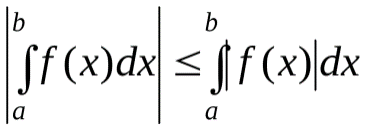 |∫_a^b f(x)dx| ≤ ∫_a^b |f(x)|dx